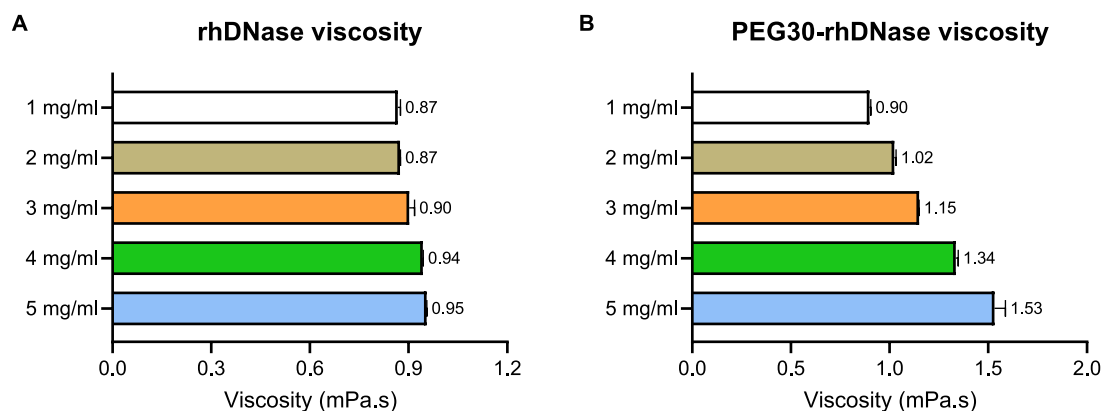 A
rhDNase viscosity
1 mg/ml
0.87
2 mg/ml
0.87
3 mg/ml
0.90
4 mg/ml
0.94
5 mg/ml
0.95
0.0 0.3 0.6 0.9 1.2
Viscosity (mPa.s)
B
PEG30-rhDNase viscosity
1 mg/ml
0.90
2 mg/ml
1.02
3 mg/ml
1.15
4 mg/ml
1.34
5 mg/ml
1.53
0.0 0.5 1.0 1.5 2.0
Viscosity (mPa.s)